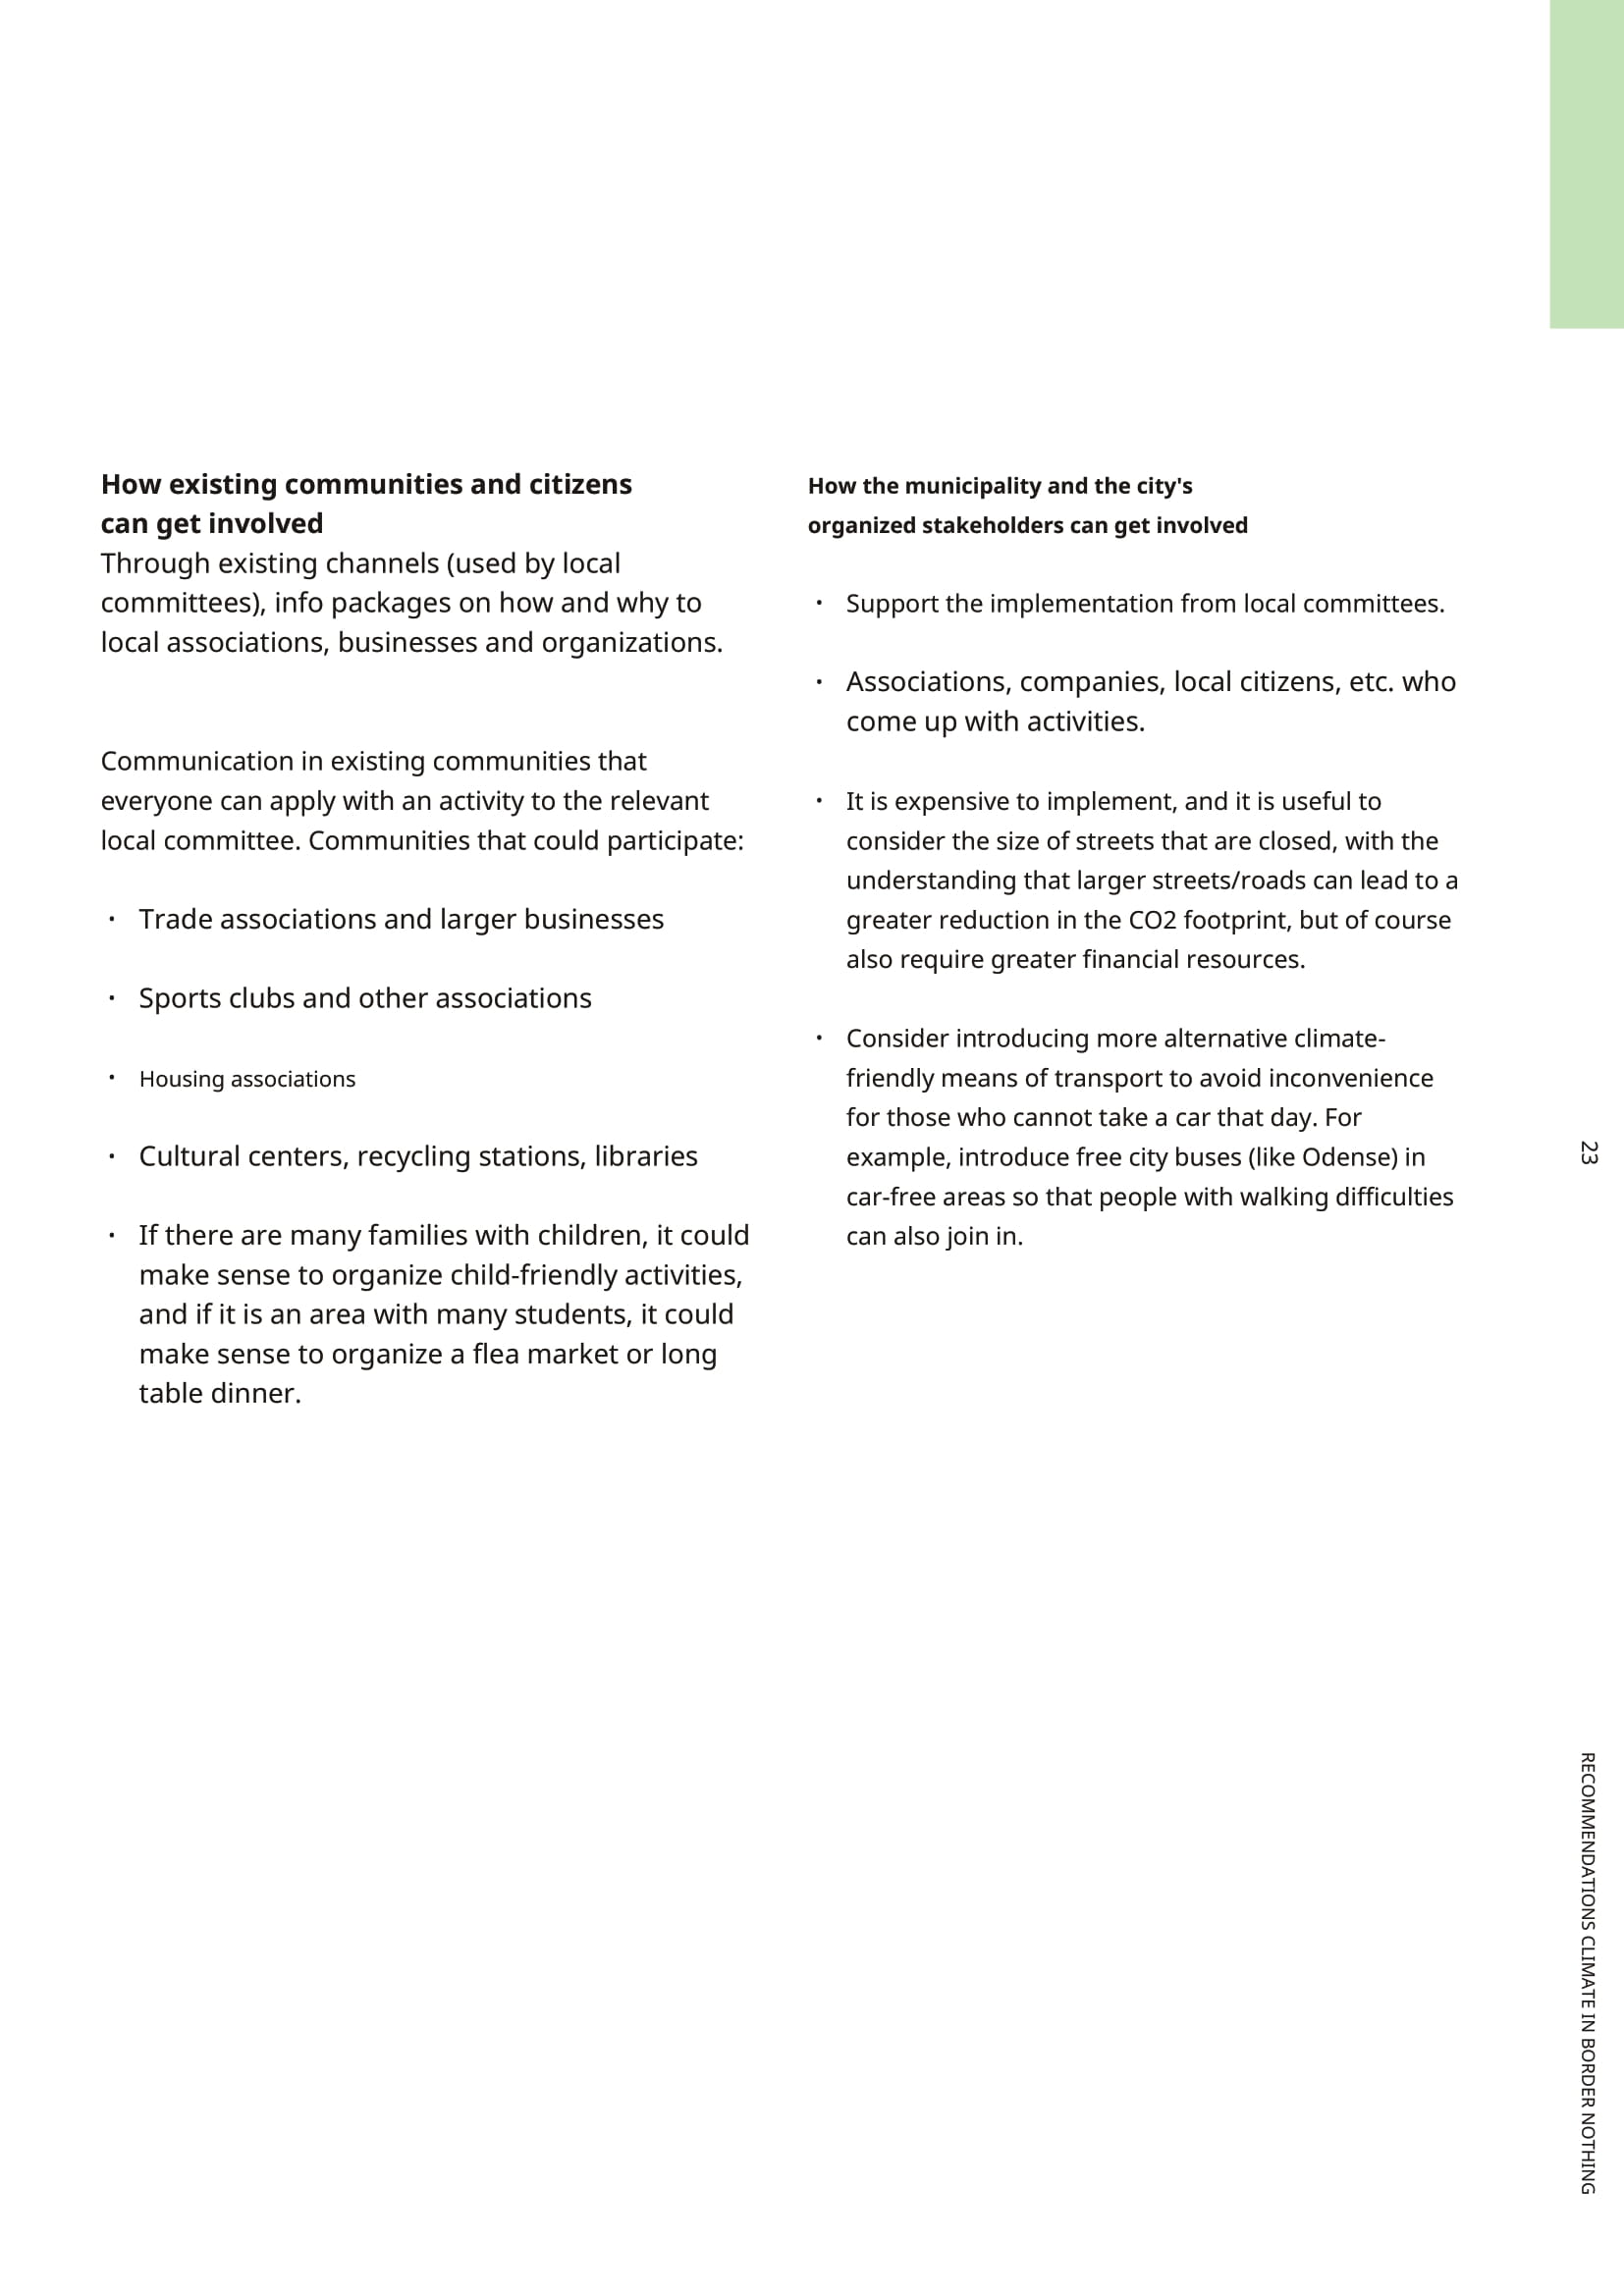 How existing communities and citizens
can get involved
Through existing channels (used by local
committees), info packages on how and why to
local associations, businesses and organizations.
Communication in existing communities that
everyone can apply with an activity to the relevant
local committee. Communities that could participate:
• Trade associations and larger businesses
• Sports clubs and other associations
• Housing associations
• Cultural centers, recycling stations, libraries
• If there are many families with children, it could
make sense to organize child-friendly activities,
and if it is an area with many students, it could
make sense to organize a flea market or long
table dinner.
How the municipality and the city's
organized stakeholders can get involved
• Support the implementation from local committees.
• Associations, companies, local citizens, etc. who
come up with activities.
• It is expensive to implement, and it is useful to
consider the size of streets that are closed, with the
understanding that larger streets/roads can lead to a
greater reduction in the CO2 footprint, but of course
also require greater financial resources.
• Consider introducing more alternative climate-
friendly means of transport to avoid inconvenience
for those who cannot take a car that day. For
example, introduce free city buses (like Odense) in
car-free areas so that people with walking difficulties
can also join in.
23
RECOMMENDATIONS CLIMATE IN BORDER NOTHING